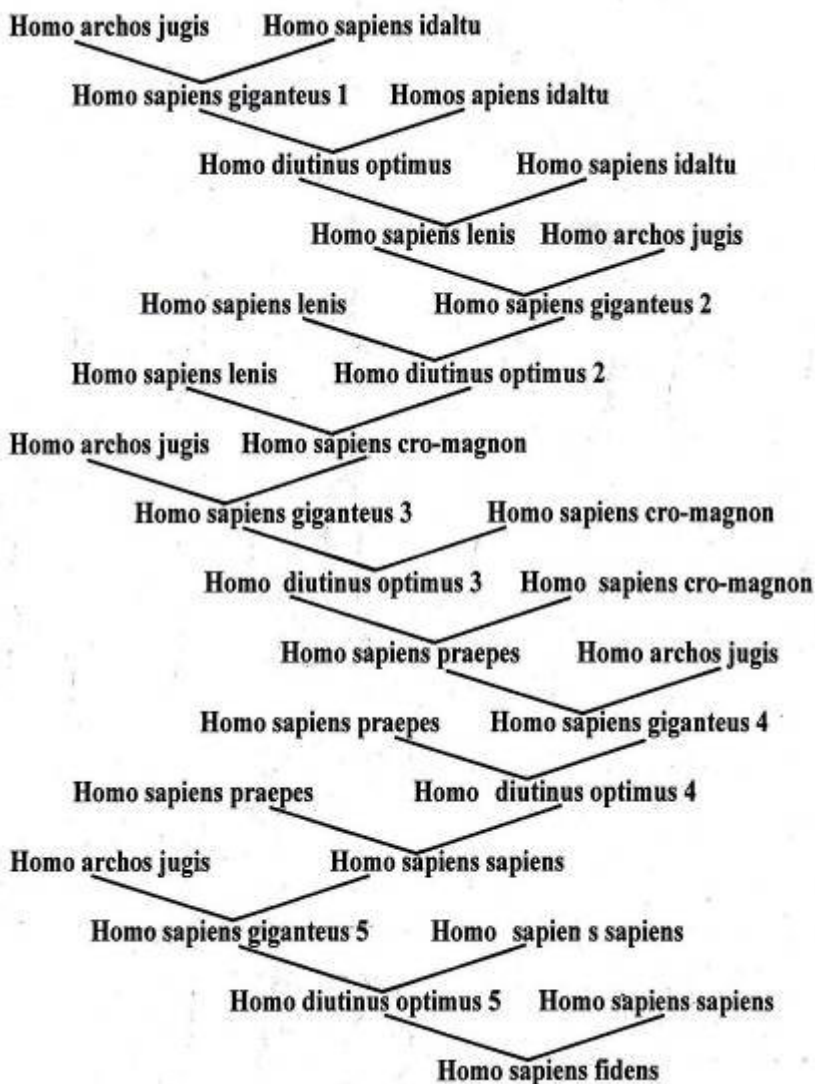 Homo archos jugis Homo sapiens idaltu
Homo sapiens giganteus 1 Homos apiens idaltu
Homo diutinus optimus Homo sapiens idaltu
Homo sapiens lenis Homo archos jugis
Homo sapiens lenis Homo sapiens giganteus 2
Homo sapiens lenis Homo diutinus optimus 2
Homo archos jugis Homo sapiens cro-magnon
Homo sapiens giganteus 3 Homo sapiens cro-magnon
Homo diutinus optimus 3 Homo sapiens cro-magnon
Homo sapiens praepes Homo archos jugis
Homo sapiens praepes Homo sapiens giganteus 4
Homo sapiens praepes Homo diutinus optimus 4
Homo archos jugis Homo sapiens sapiens
Homo sapiens giganteus 5 Homo sapien s sapiens
Homo diutinus optimus 5 Homo sapiens sapiens
Homo sapiens fidens